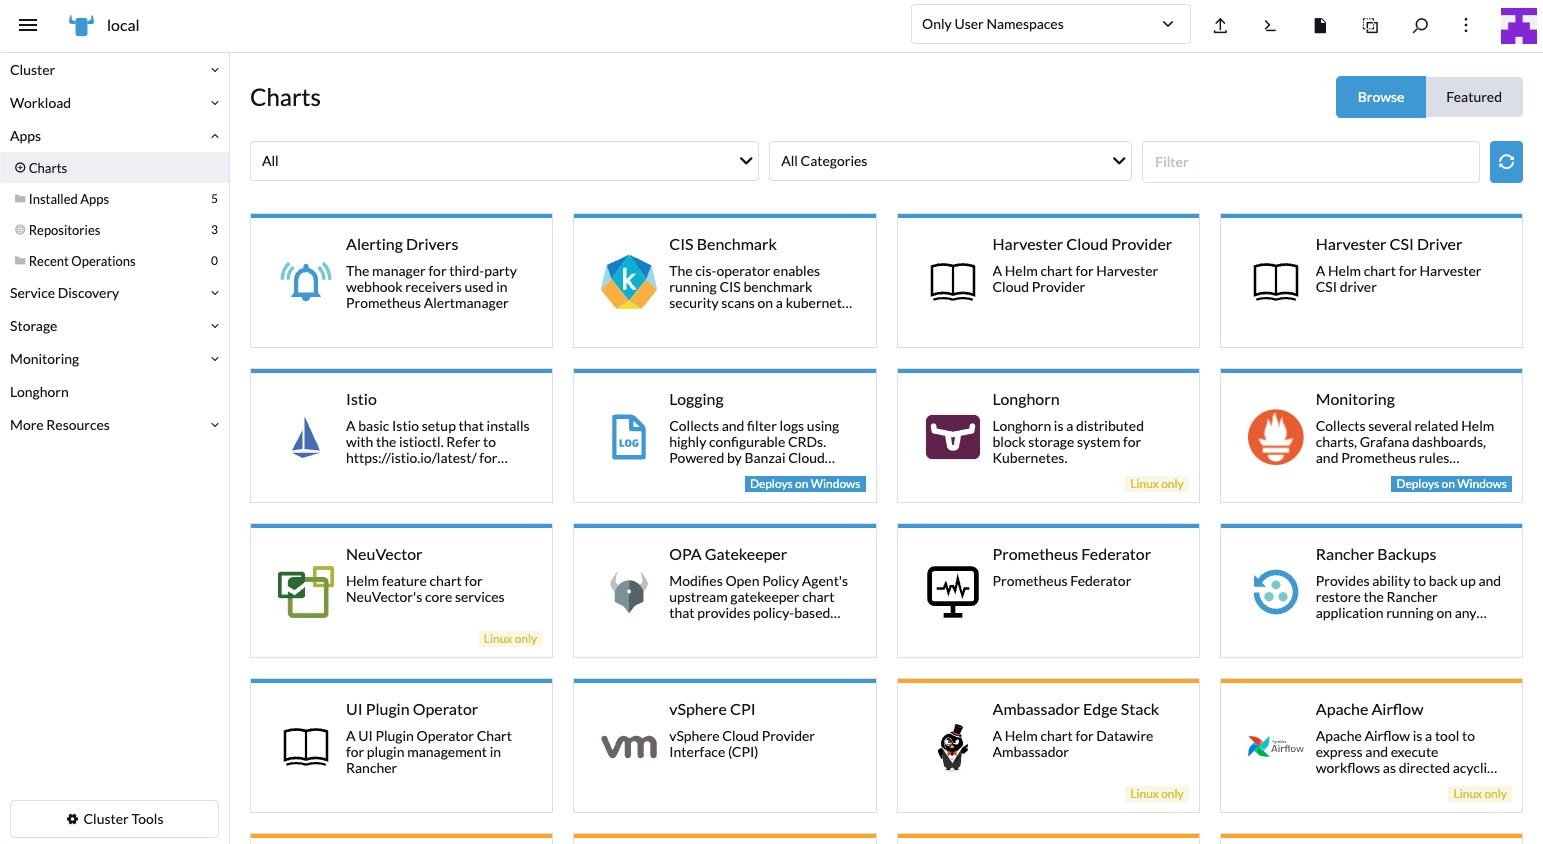 local
Only User Namespaces
Cluster
Workload
Apps
Charts
Installed Apps 5
Repositories 3
Recent Operations 0
Service Discovery
Storage
Monitoring
Longhorn
More Resources
Cluster Tools
Charts
Browse
Featured
All
All Categories
Filter
Alerting Drivers
The manager for third-party
webhook receivers used in
Prometheus Alertmanager
k
CIS Benchmark
The cis-operator enables
running CIS benchmark
security scans on a kubernet...
Harvester Cloud Provider
A Helm chart for Harvester
Cloud Provider
Harvester CSI Driver
A Helm chart for Harvester
CSI driver
Istio
A basic Istio setup that installs
with the istioctl. Refer to
https://istio.io/latest/ for...
LOG
Logging
Collects and filter logs using
highly configurable CRDs.
Powered by Banzai Cloud...
Deploys on Windows
Longhorn
Longhorn is a distributed
block storage system for
Kubernetes.
Linux only
Monitoring
Collects several related Helm
charts, Grafana dashboards,
and Prometheus rules...
Deploys on Windows
NeuVector
Helm feature chart for
NeuVector's core services
Linux only
OPA Gatekeeper
Modifies Open Policy Agent's
upstream gatekeeper chart
that provides policy-based...
Prometheus Federator
Prometheus Federator
Rancher Backups
Provides ability to back up and
restore the Rancher
application running on any...
UI Plugin Operator
A UI Plugin Operator Chart
for plugin management in
Rancher
vm
vSphere CPI
vSphere Cloud Provider
Interface (CPI)
Ambassador Edge Stack
A Helm chart for Datawire
Ambassador
Linux only
Airflow
Apache Airflow
Apache Airflow is a tool to
express and execute
workflows as directed acycli...
Linux only